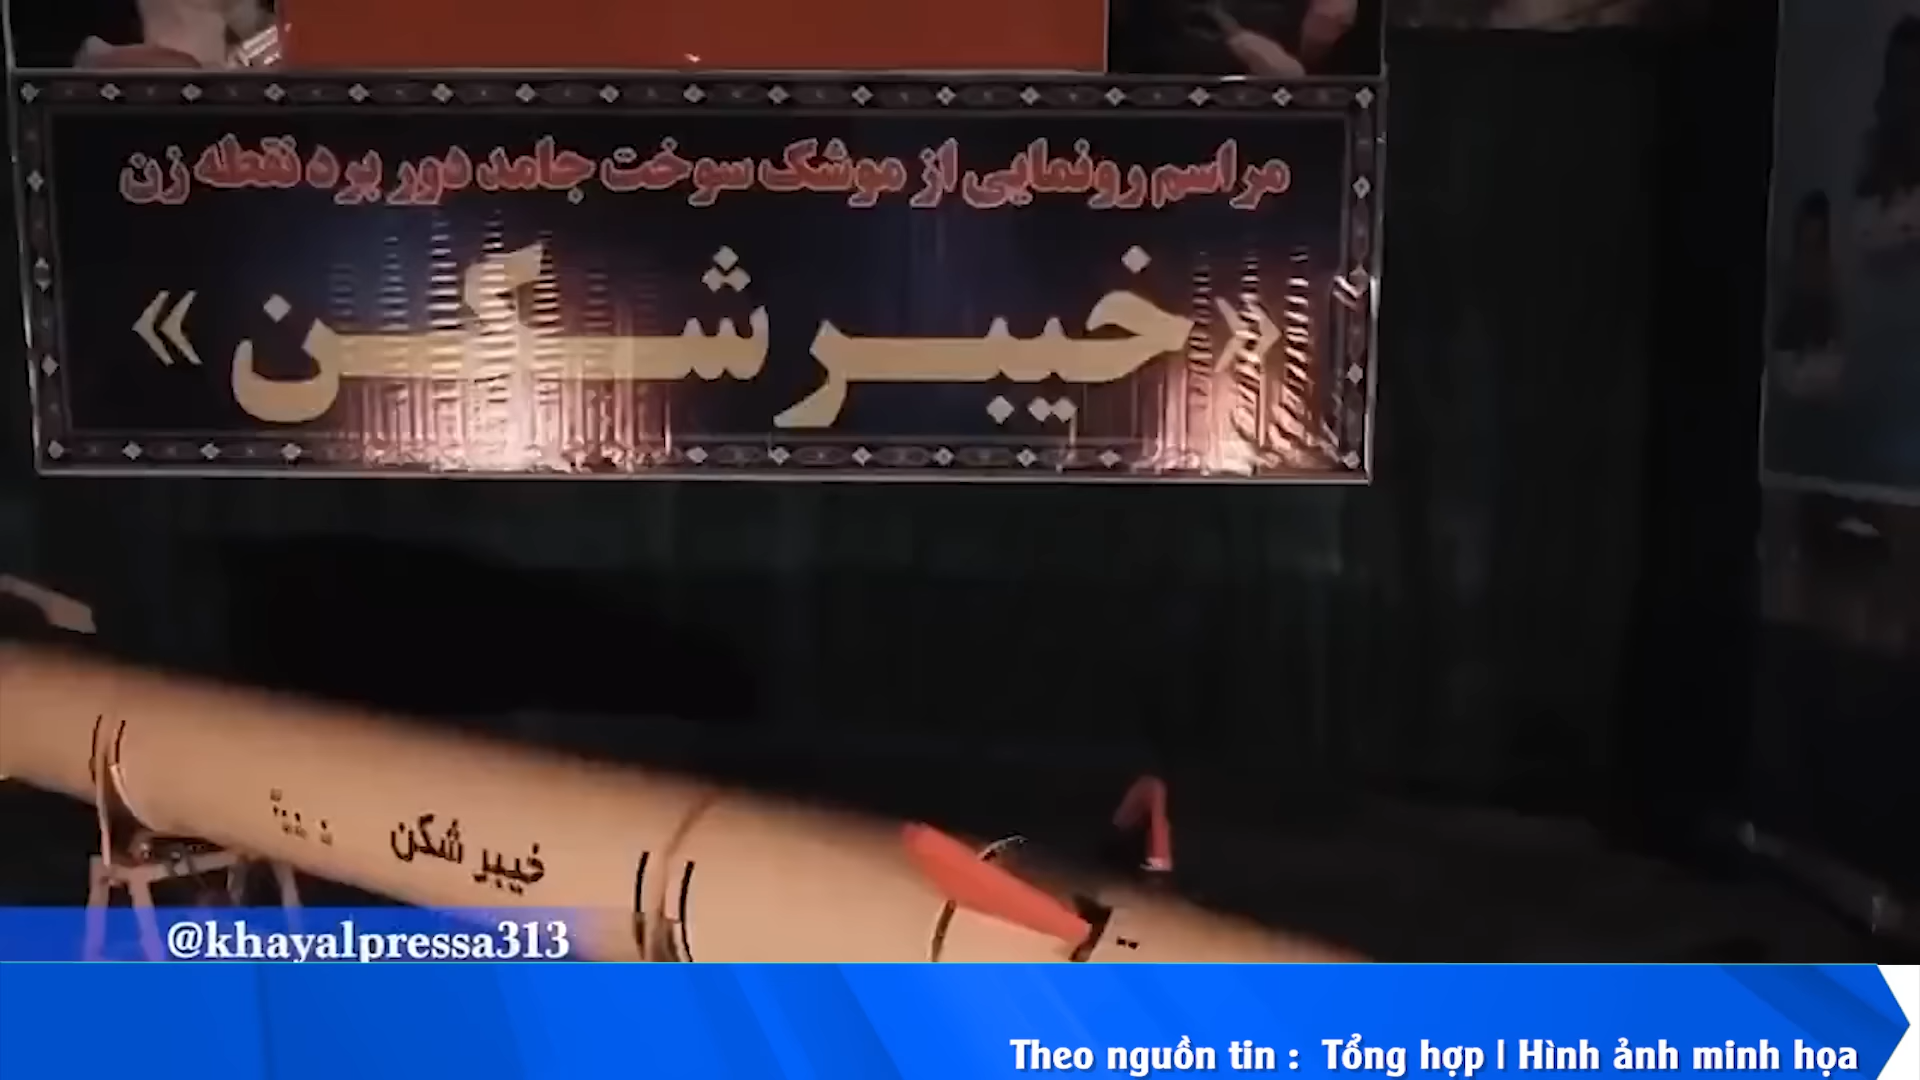 مراسم رونمایی از موشک سوخت جامد دور برد نقطه زن
«خیبر شکن»
خیبر شکن
@khayalpressa313
Theo nguồn tin : Tổng hợp | Hình ảnh minh họa